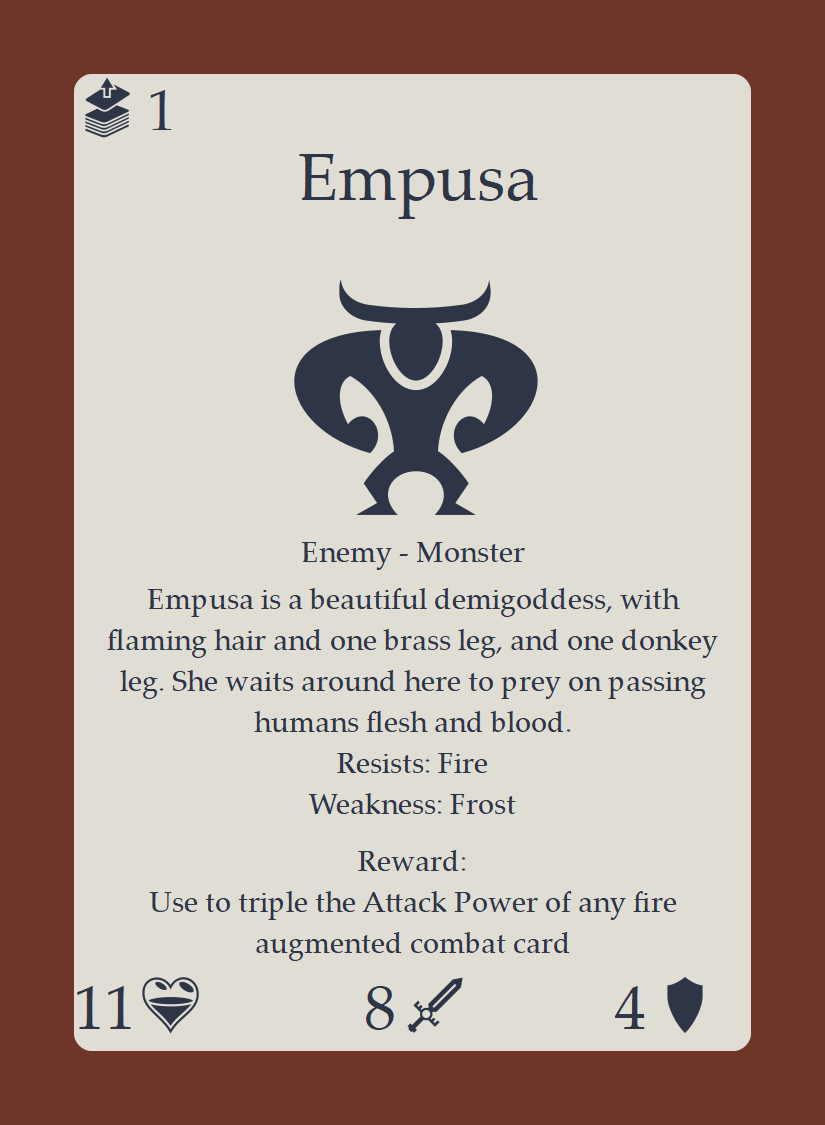 1
Empusa
Enemy - Monster
Empusa is a beautiful demigoddess, with
flaming hair and one brass leg, and one donkey
leg. She waits around here to prey on passing
humans flesh and blood.
Resists: Fire
Weakness: Frost
Reward:
Use to triple the Attack Power of any fire
augmented combat card
11 8 4